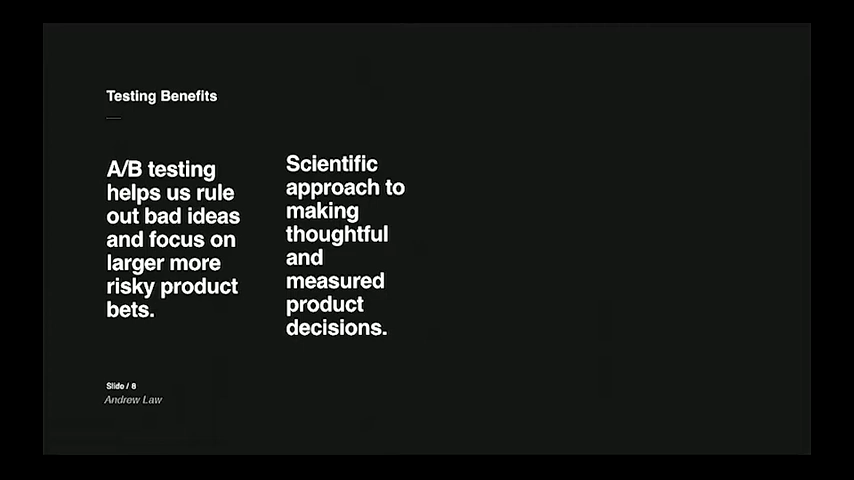 Testing Benefits
A/B testing
helps us rule
out bad ideas
and focus on
larger more
risky product
bets.
Scientific
approach to
making
thoughtful
and
measured
product
decisions.
Slide / 8
Andrew Law